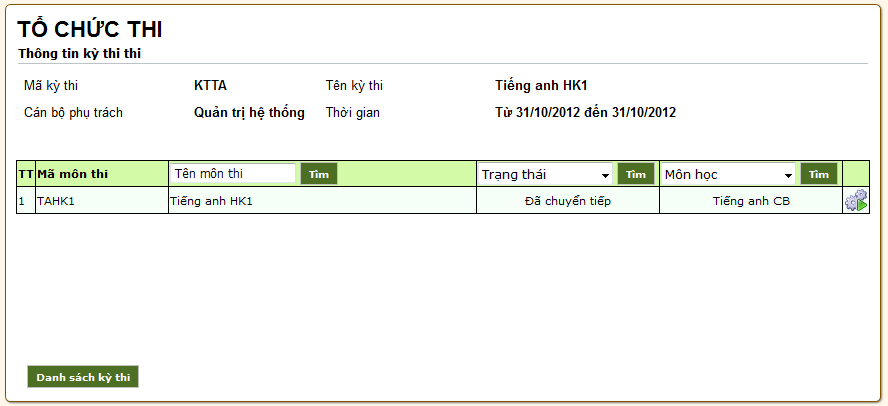 TỔ CHỨC THI
Thông tin kỳ thi thi
Mã kỳ thi KTTA Tên kỳ thi Tiếng anh HK1
Cán bộ phụ trách Quản trị hệ thống Thời gian Từ 31/10/2012 đến 31/10/2012
TT Mã môn thi Tên môn thi Tìm Trạng thái Tìm Môn học Tìm
1 TAHK1 Tiếng anh HK1 Đã chuyển tiếp Tiếng anh CB
Danh sách kỳ thi